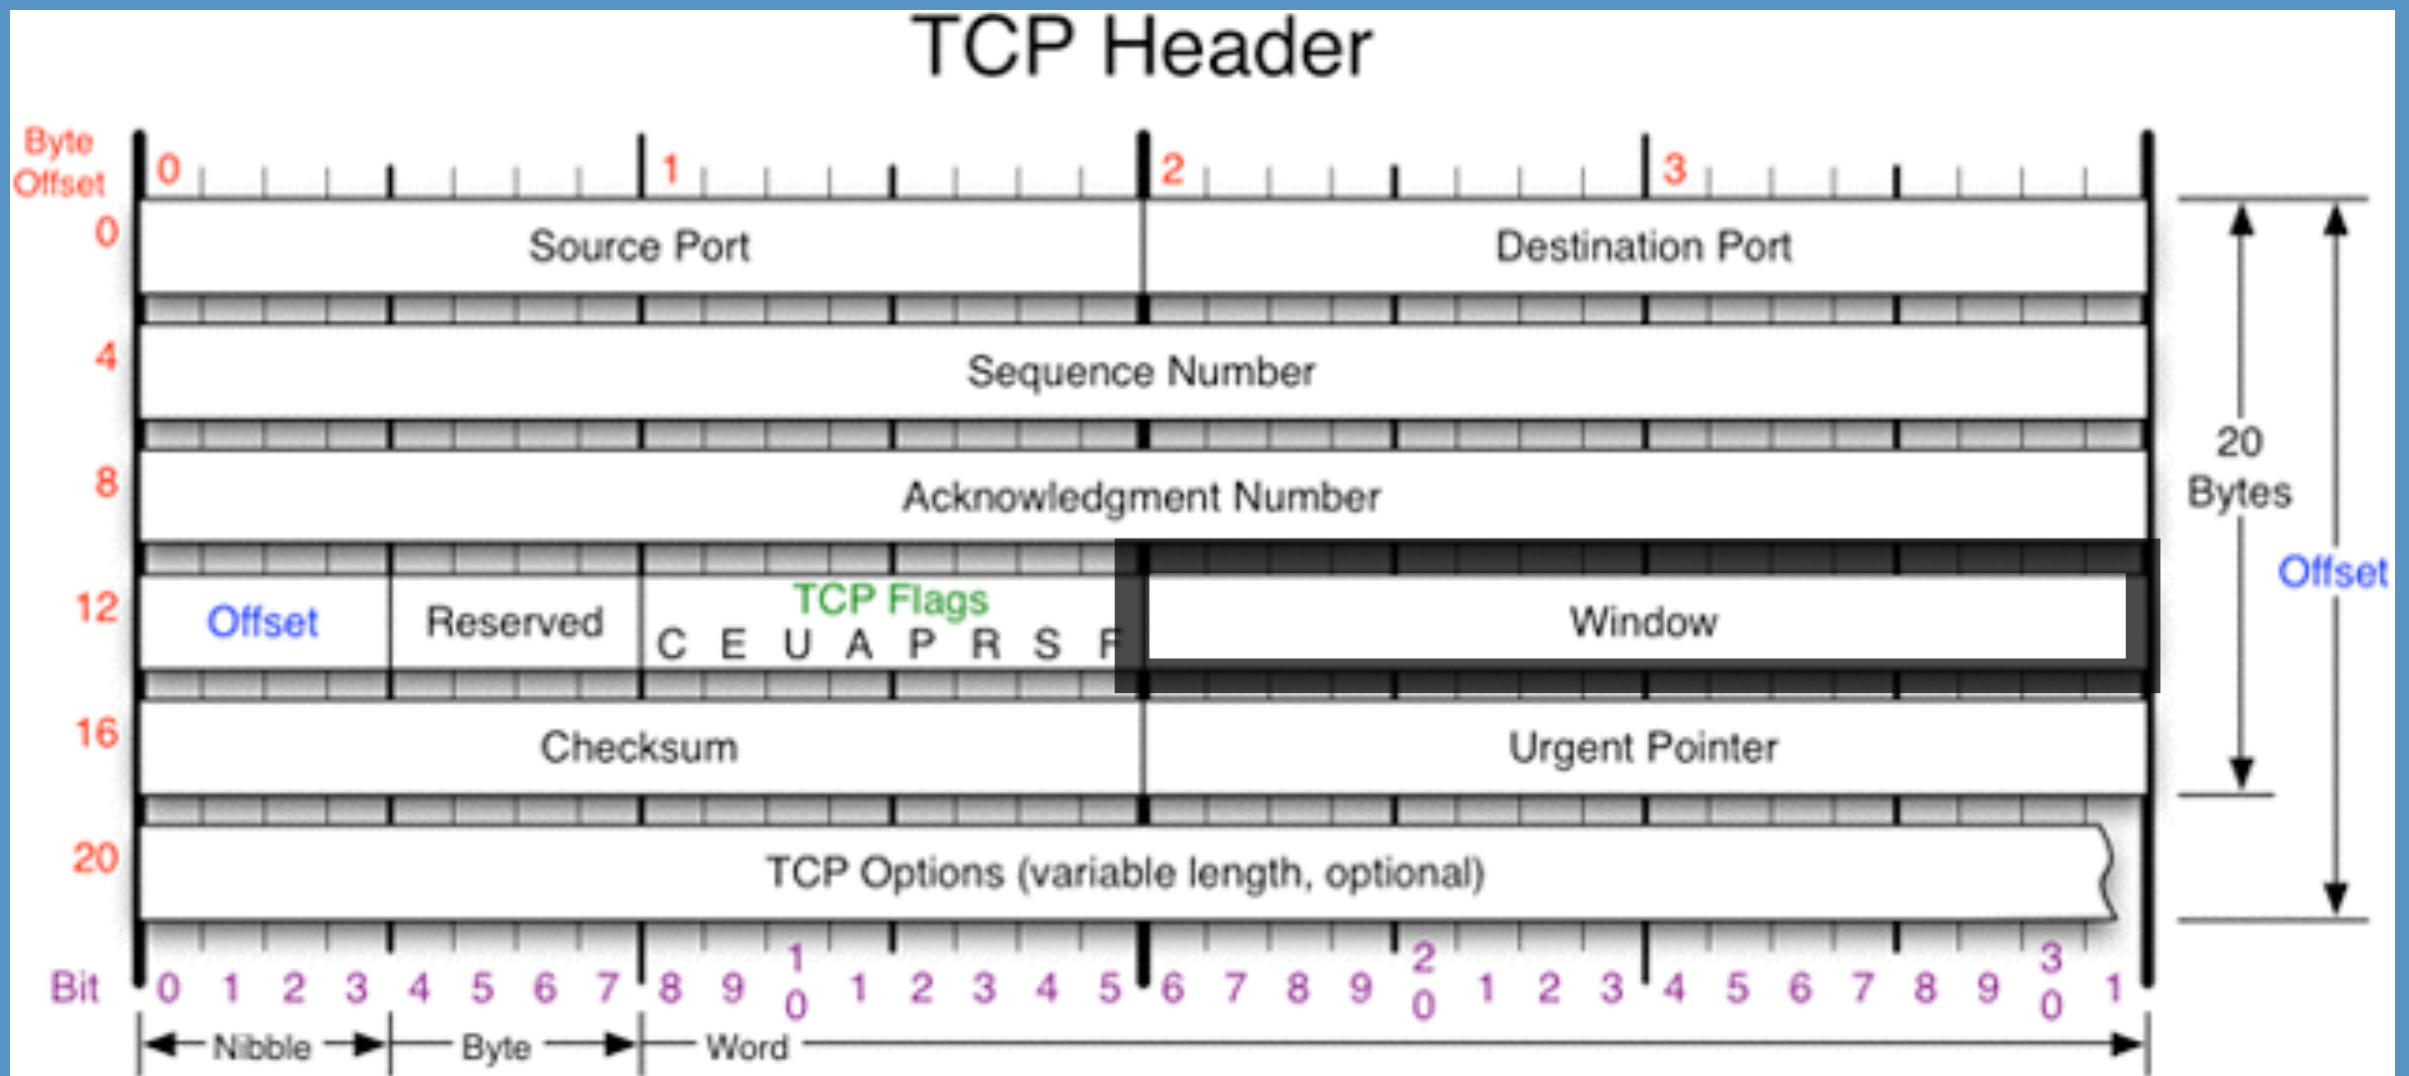 TCP Header
Byte
Offset
0 1 2 3
0
Source Port Destination Port
4
Sequence Number
8
Acknowledgment Number
20
Bytes
12
Offset Reserved TCP Flags
C E U A P R S F
Window
Offset
16
Checksum Urgent Pointer
20
TCP Options (variable length, optional)
Bit 0 1 2 3 4 5 6 7 8 9 10 1 2 3 4 5 6 7 8 9 20 1 2 3 4 5 6 7 8 9 30 1
Nibble Byte Word